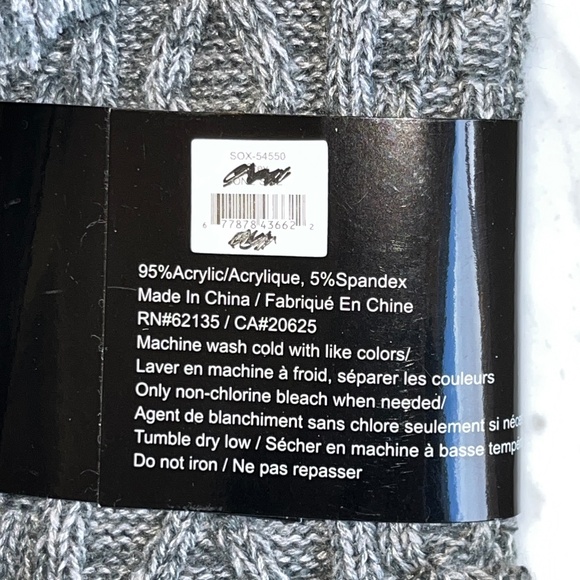 SOX-54550
6 77878 43662 2
95%Acrylic/Acrylique, 5%Spandex
Made In China / Fabriqué En Chine
RN#62135 / CA#20625
Machine wash cold with like colors/
Laver en machine à froid, séparer les couleurs
Only non-chlorine bleach when needed/
Agent de blanchiment sans chlore seulement si
Tumble dry low / Sécher en machine à basse
Do not iron / Ne pas repasser